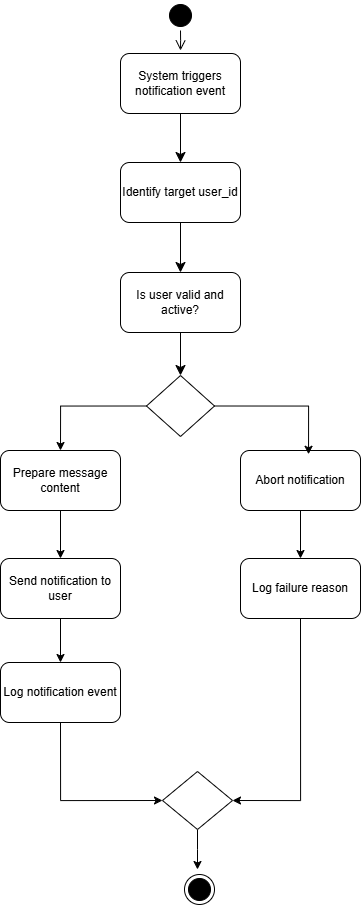 System triggers
notification event
Identify target user_id
Is user valid and
active?
Prepare message
content
Abort notification
Send notification to
user
Log failure reason
Log notification event